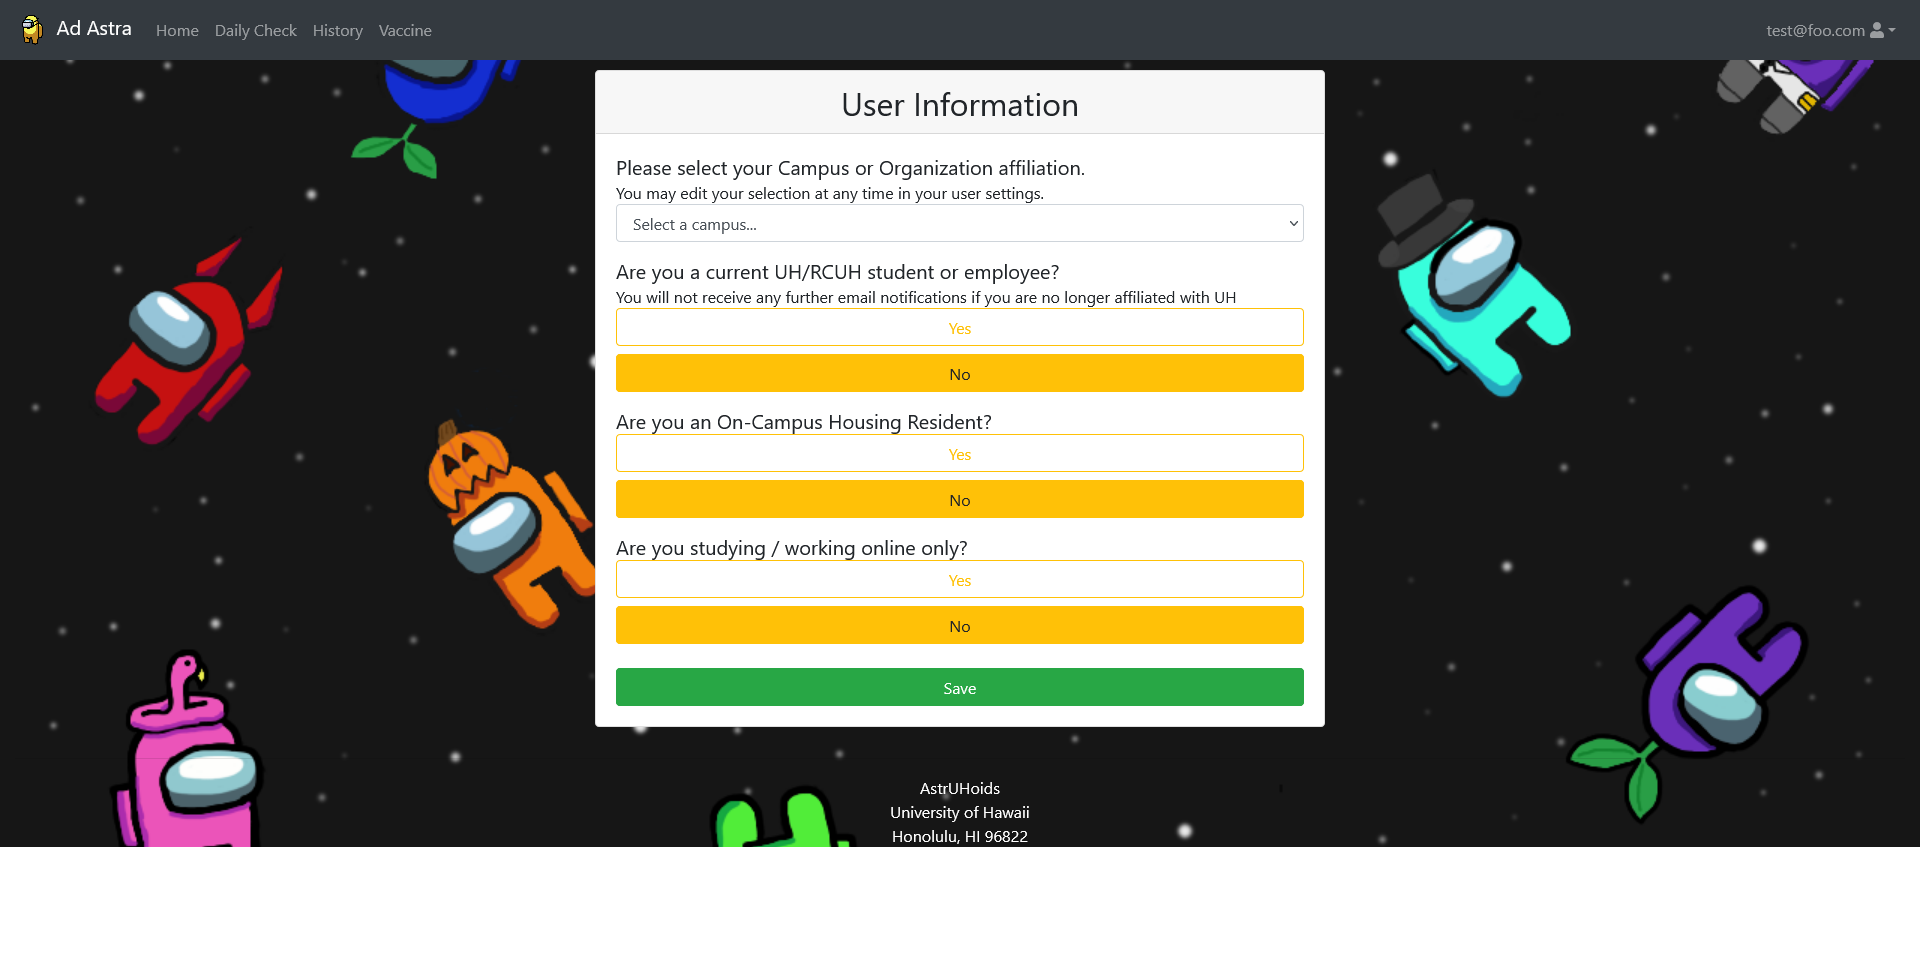 Ad Astra Home Daily Check History Vaccine test@foo.com
User Information
Please select your Campus or Organization affiliation.
You may edit your selection at any time in your user settings.
Select a campus...
Are you a current UH/RCUH student or employee?
You will not receive any further email notifications if you are no longer affiliated with UH
Yes
No
Are you an On-Campus Housing Resident?
Yes
No
Are you studying / working online only?
Yes
No
Save
AstrUHoids
University of Hawaii
Honolulu, HI 96822